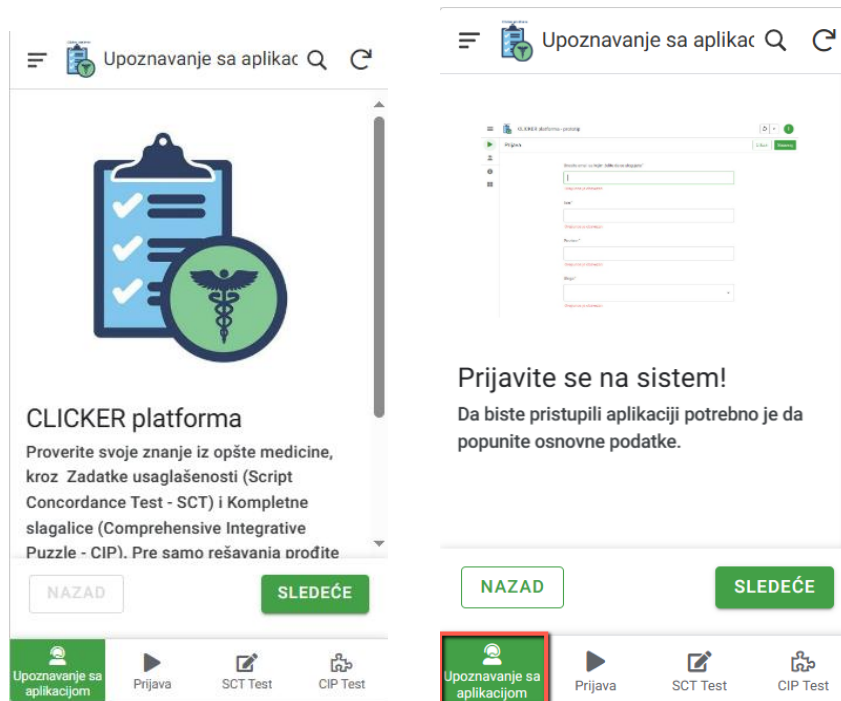 Upoznavanje sa aplikac
CLICKER platforma
Proverite svoje znanje iz opšte medicine,
kroz Zadatke usaglašenosti (Script
Concordance Test - SCT) i Kompletne
slagalice (Comprehensive Integrative
Puzzle - CIP). Pre samo rešavanja prođite
NAZAD
SLEDEĆE
Upoznavanje sa
aplikacijom
Prijava
SCT Test
CIP Test
Upoznavanje sa aplikac
CLICKER platforma - prototip
Prijava
Prijavite se na sistem!
Da biste pristupili aplikaciji potrebno je da
popunite osnovne podatke.
NAZAD
SLEDEĆE
Upoznavanje sa
aplikacijom
Prijava
SCT Test
CIP Test